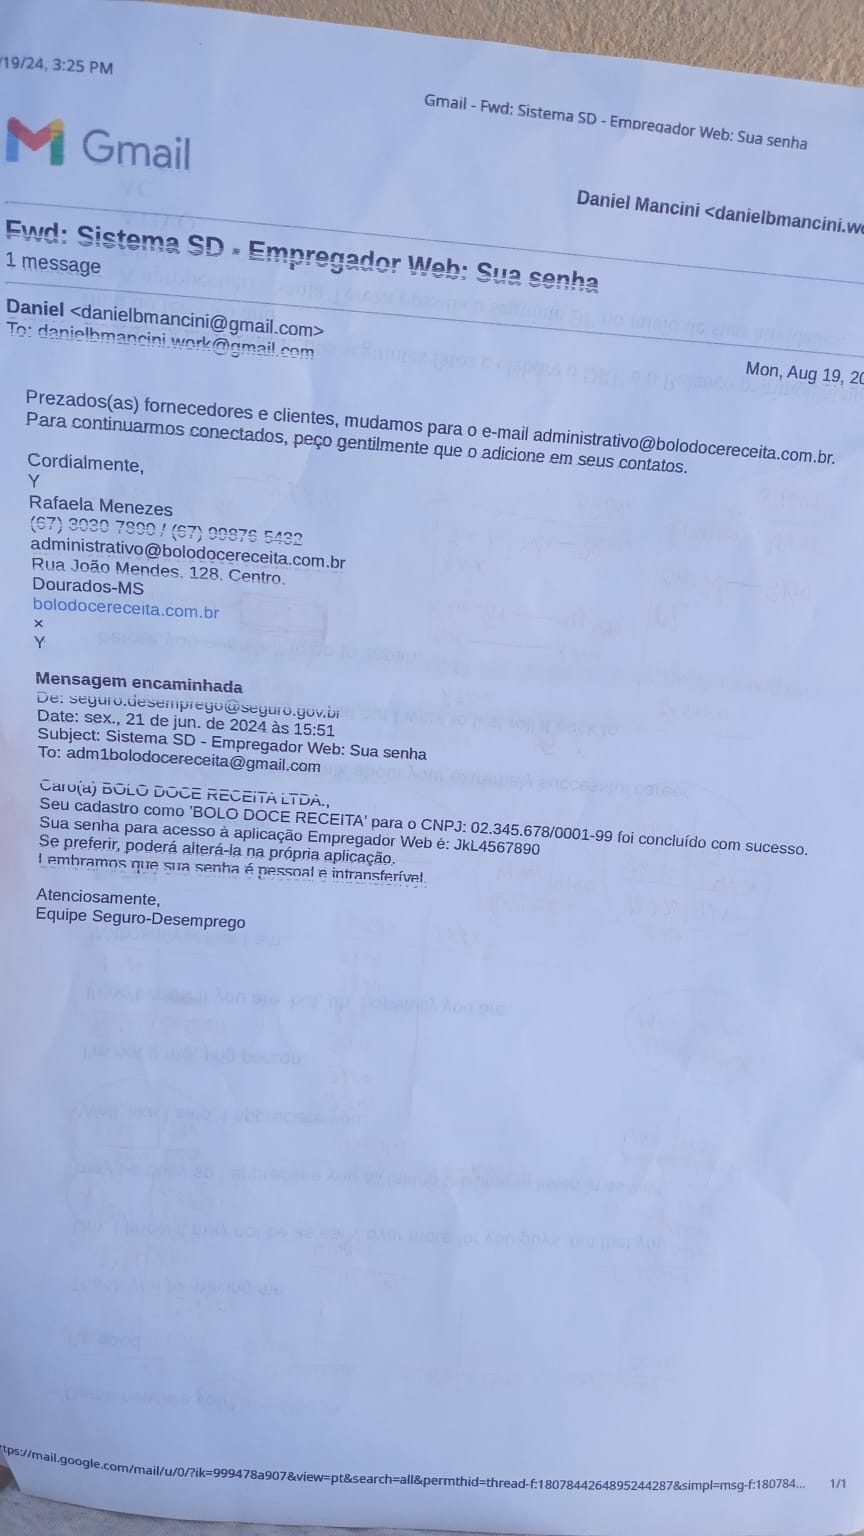 /19/24, 3:25 PM
Gmail - Fwd: Sistema SD - Empregador Web: Sua senha
Gmail
Daniel Mancini <danielbmancini.wo
Fwd: Sistema SD - Empregador Web: Sua senha
1 message
Daniel <danielbmancini@gmail.com>
To: danielbmancini.work@gmail.com
Mon, Aug 19, 20
Prezados(as) fornecedores e clientes, mudamos para o e-mail administrativo@bolodocereceita.com.br.
Para continuarmos conectados, peço gentilmente que o adicione em seus contatos.
Cordialmente,
Y
Rafaela Menezes
(67) 3030 7890 / (67) 99876 5432
administrativo@bolodocereceita.com.br
Rua João Mendes, 128, Centro.
Dourados-MS
bolodocereceita.com.br
×
Y
Mensagem encaminhada
De: seguro.desemprego@seguro.gov.br
Date: sex., 21 de jun. de 2024 às 15:51
Subject: Sistema SD - Empregador Web: Sua senha
To: adm1bolodocereceita@gmail.com
Caro(a) BOLO DOCE RECEITA LTDA.,
Seu cadastro como 'BOLO DOCE RECEITA' para o CNPJ: 02.345.678/0001-99 foi concluído com sucesso.
Sua senha para acesso à aplicação Empregador Web é: JkL4567890
Se preferir, poderá alterá-la na própria aplicação.
Lembramos que sua senha é pessoal e intransferível.
Atenciosamente,
Equipe Seguro-Desemprego
ttps://mail.google.com/mail/u/0/?ik=999478a907&view=pt&search=all&permthid=thread-f:1807844264895244287&simpl=msg-f:180784...
1/1